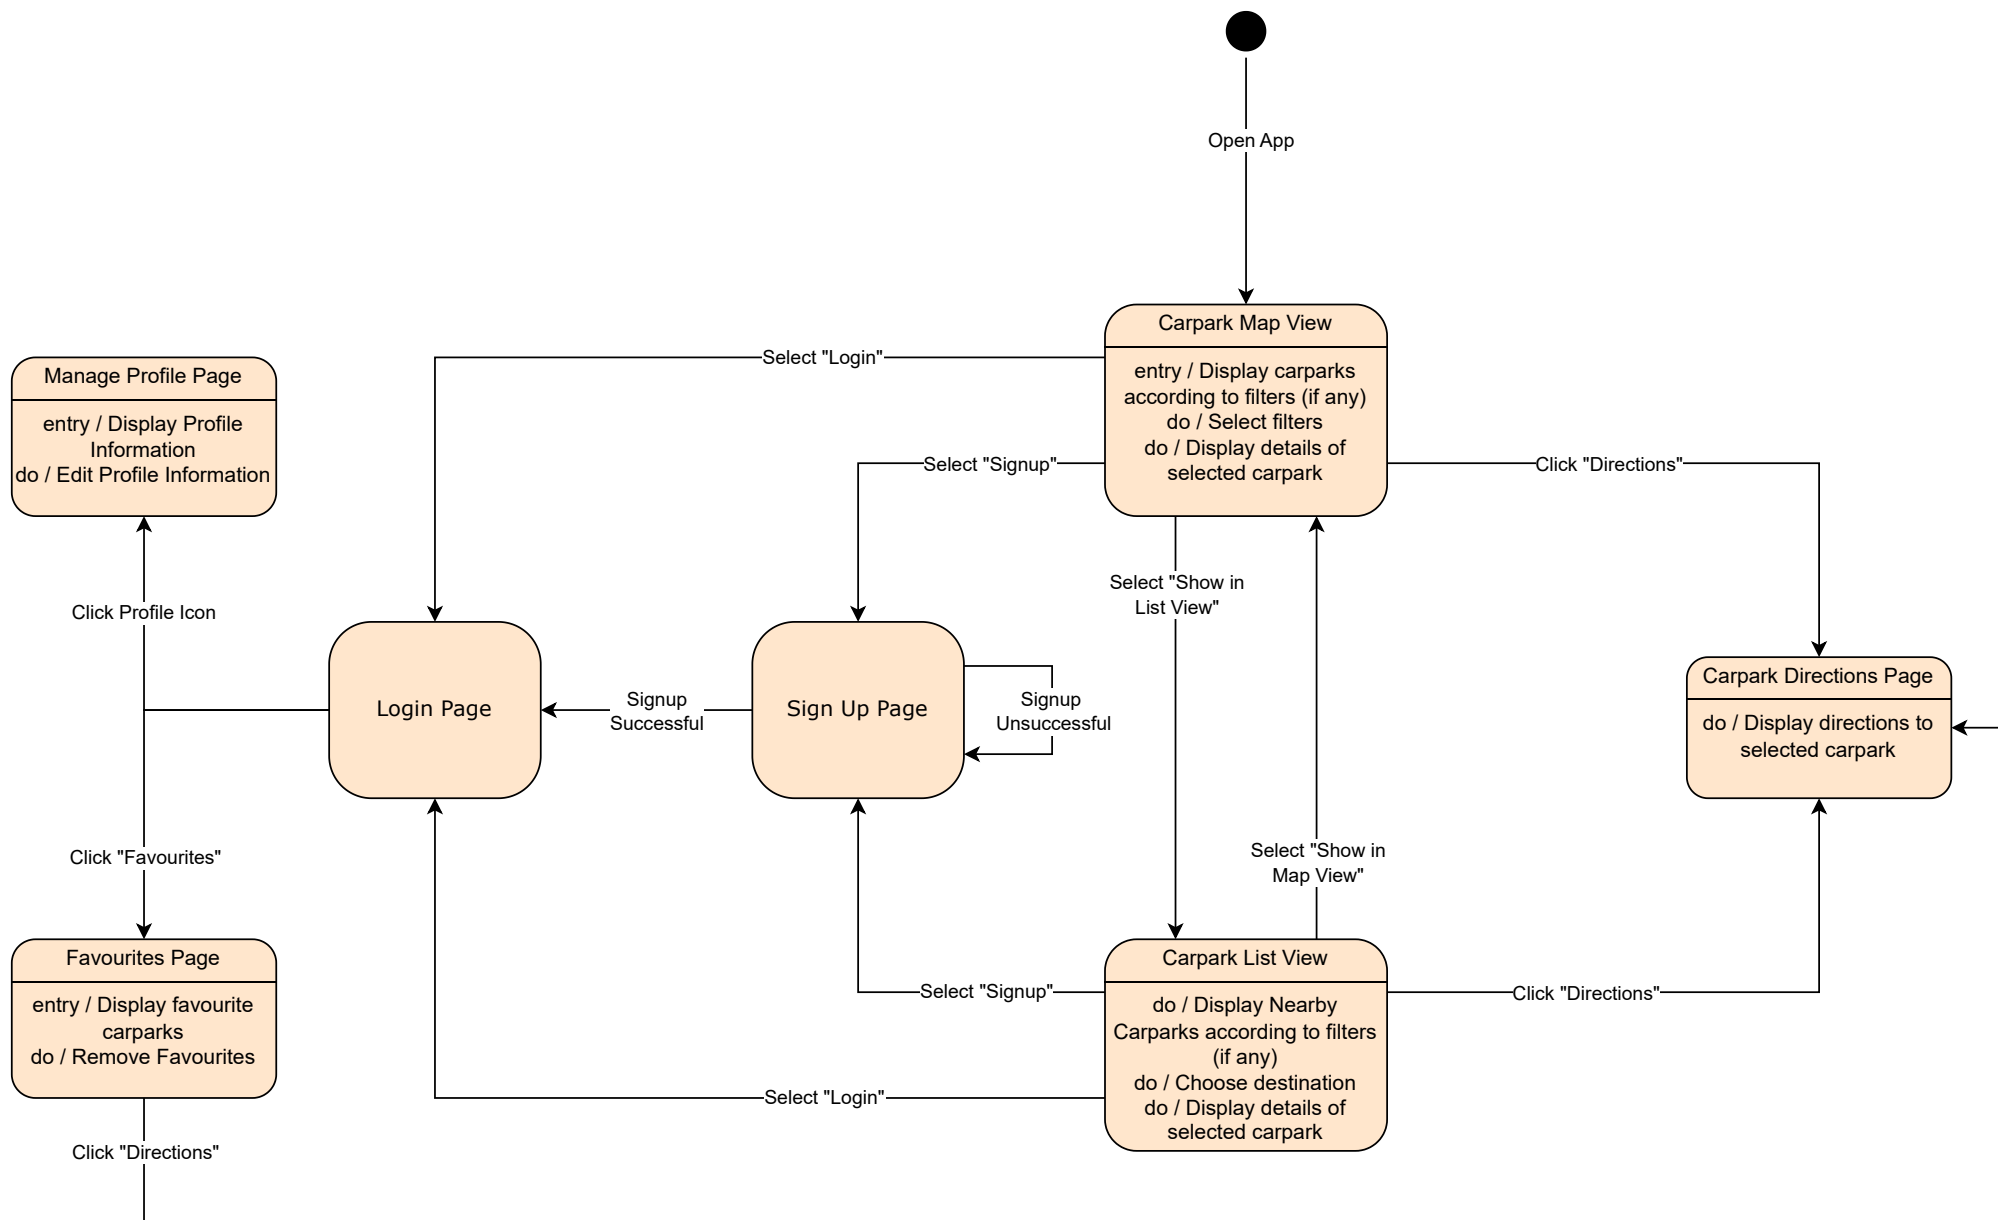 Open App
Carpark Map View
entry / Display carparks
according to filters (if any)
do / Select filters
do / Display details of
selected carpark
Select "Login"
Manage Profile Page
entry / Display Profile
Information
do / Edit Profile Information
Select "Signup"
Click "Directions"
Select "Show in
List View"
Click Profile Icon
Login Page
Signup
Successful
Sign Up Page
Signup
Unsuccessful
Carpark Directions Page
do / Display directions to
selected carpark
Click "Favourites"
Select "Show in
Map View"
Favourites Page
entry / Display favourite
carparks
do / Remove Favourites
Carpark List View
do / Display Nearby
Carparks according to filters
(if any)
do / Choose destination
do / Display details of
selected carpark
Select "Signup"
Click "Directions"
Select "Login"
Click "Directions"